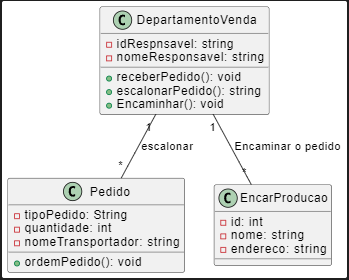 C DepartamentoVenda
idRespnsavel: string
nomeResponsavel: string
receberPedido(): void
escalonarPedido(): string
Encaminhar(): void
1 1
escalonar Encaminar o pedido
* *
C Pedido
tipoPedido: String
quantidade: int
nomeTransportador: string
ordemPedido(): void
C EncarProducao
id: int
nome: string
endereco: string